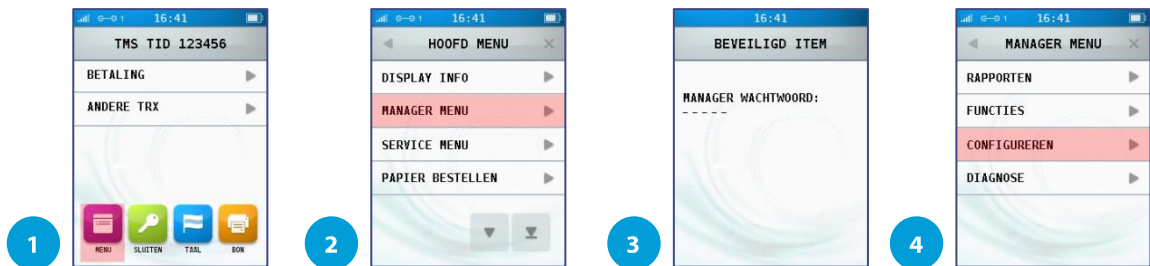 16:41
TMS TID 123456
BETALING
ANDERE TRX
MENU SLUITEN TAAL BON
1
16:41
HOOFD MENU
DISPLAY INFO
MANAGER MENU
SERVICE MENU
PAPIER BESTELLEN
2
16:41
BEVEILIGD ITEM
MANAGER WACHTWOORD:
- - - - -
3
16:41
MANAGER MENU
RAPPORTEN
FUNCTIES
CONFIGUREREN
DIAGNOSE
4